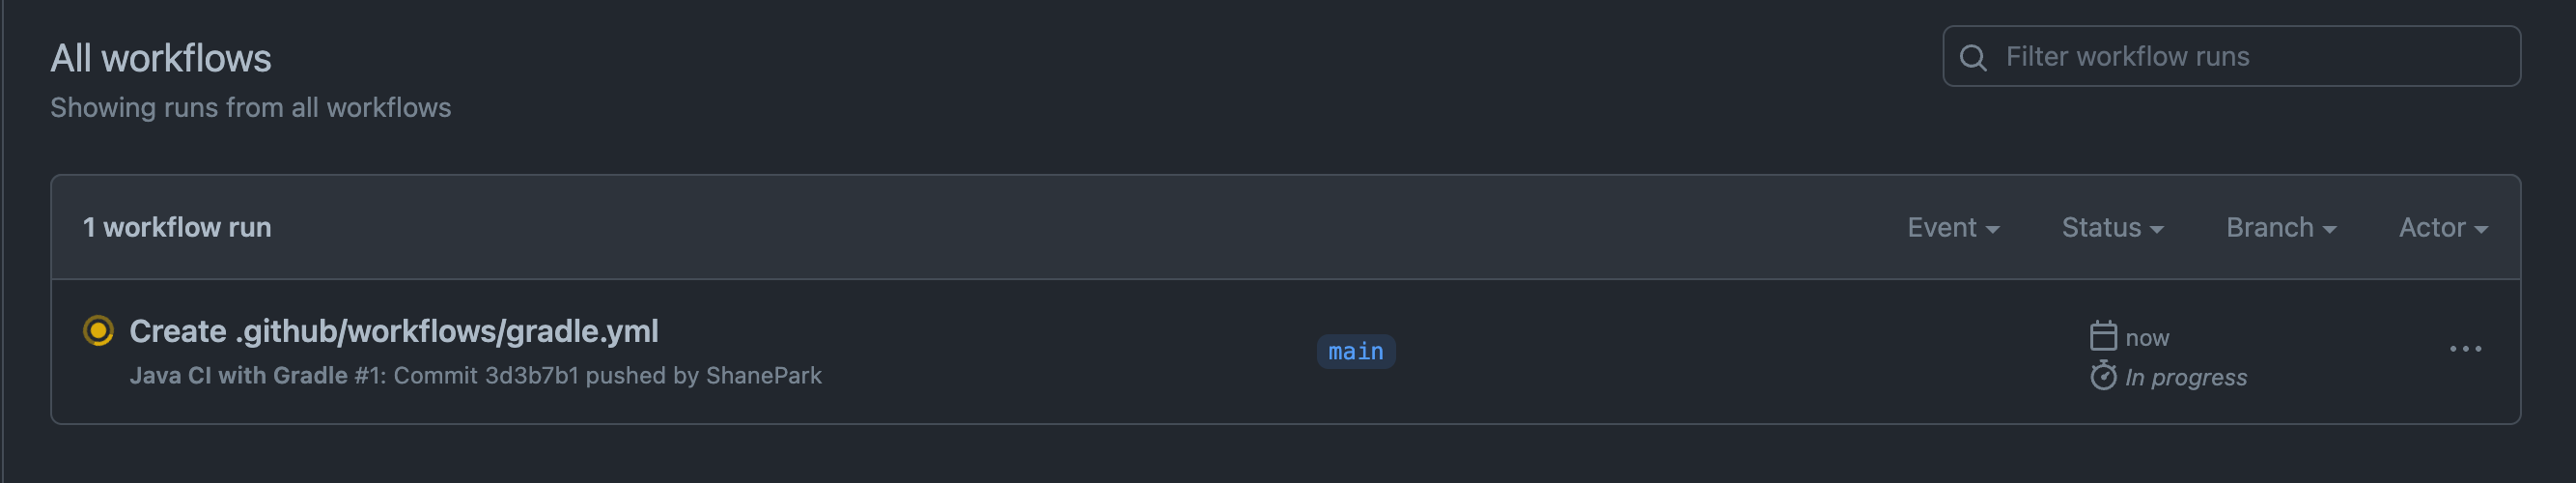 All workflows
Filter workflow runs
Showing runs from all workflows
1 workflow run
Event
Status
Branch
Actor
Create .github/workflows/gradle.yml
Java CI with Gradle #1: Commit 3d3b7b1 pushed by ShanePark
main
now
In progress